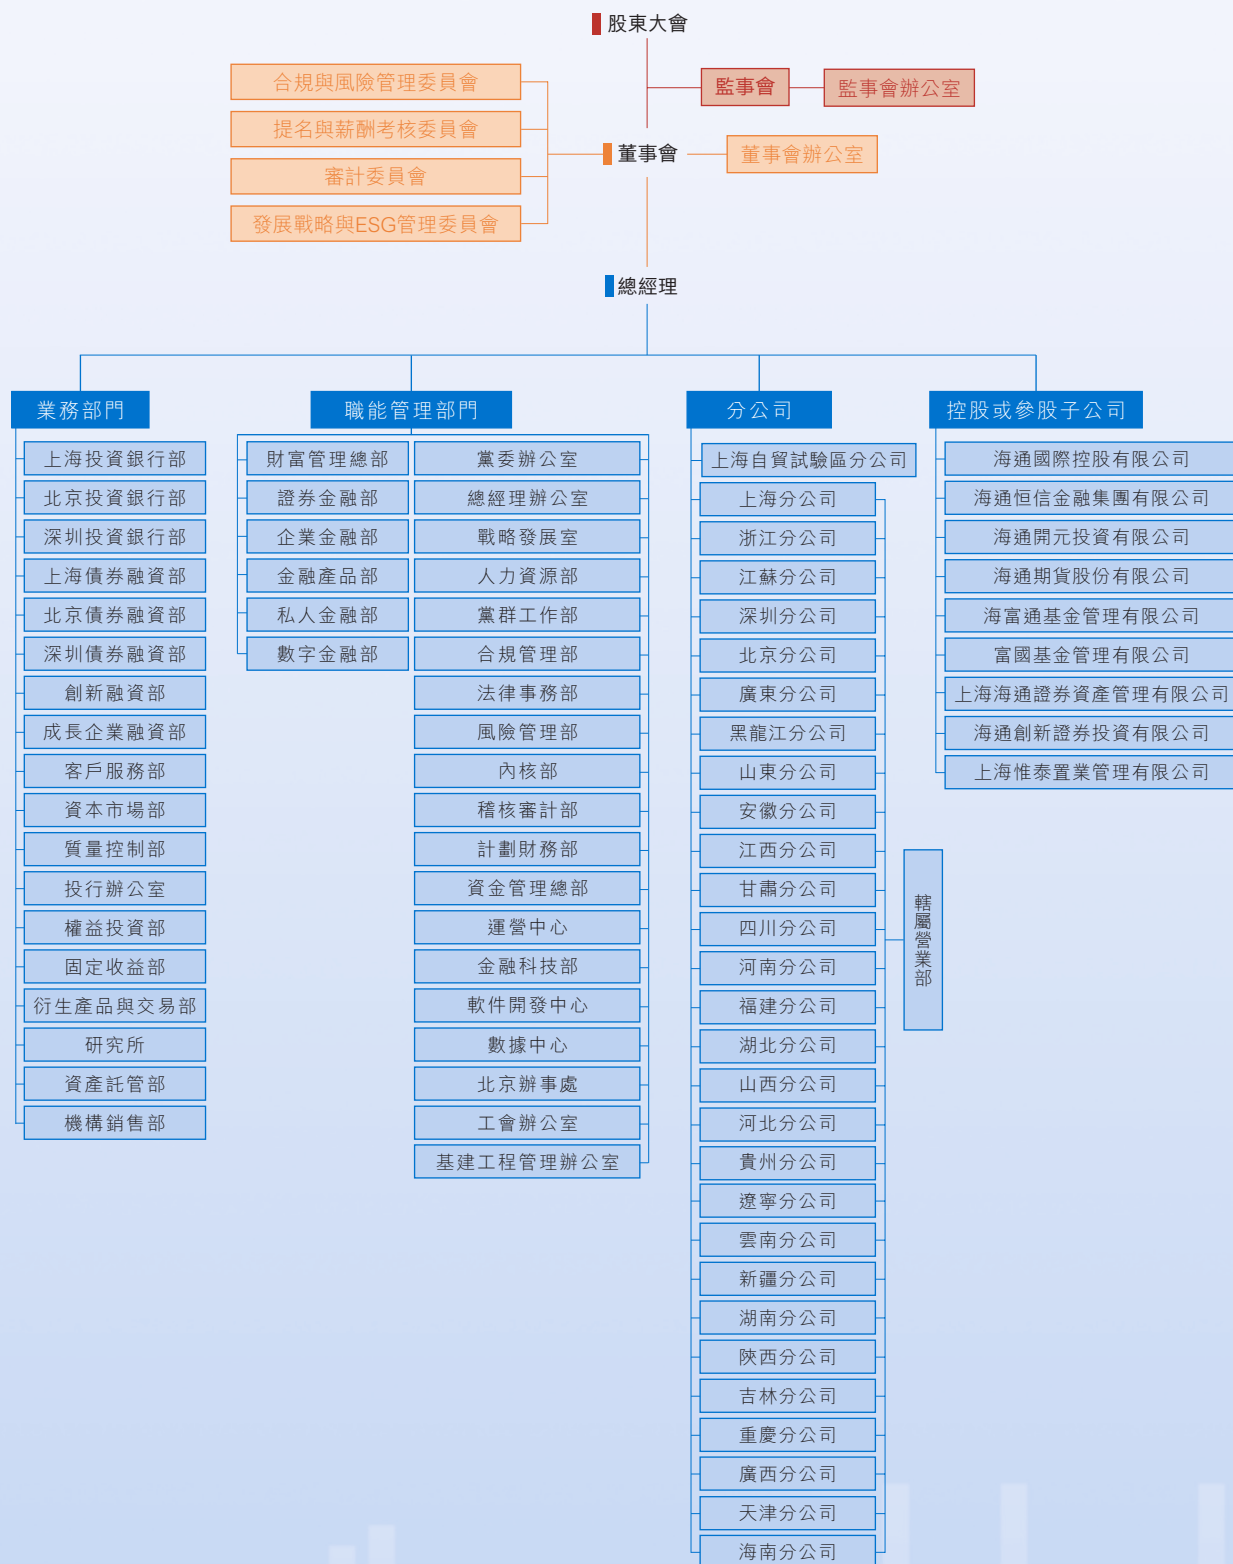 股東大會
監事會
監事會辦公室
合規與風險管理委員會
提名與薪酬考核委員會
審計委員會
發展戰略與ESG管理委員會
董事會
董事會辦公室
總經理
業務部門
上海投資銀行部
北京投資銀行部
深圳投資銀行部
上海債券融資部
北京債券融資部
深圳債券融資部
創新融資部
成長企業融資部
客戶服務部
資本市場部
質量控制部
投行辦公室
權益投資部
固定收益部
衍生產品與交易部
研究所
資產託管部
機構銷售部
職能管理部門
財富管理總部
證券金融部
企業金融部
金融產品部
私人金融部
數字金融部
黨委辦公室
總經理辦公室
戰略發展室
人力資源部
黨群工作部
合規管理部
法律事務部
風險管理部
內核部
稽核審計部
計劃財務部
資金管理總部
運營中心
金融科技部
軟件開發中心
數據中心
北京辦事處
工會辦公室
基建工程管理辦公室
分公司
上海自貿試驗區分公司
上海分公司
浙江分公司
江蘇分公司
深圳分公司
北京分公司
廣東分公司
黑龍江分公司
山東分公司
安徽分公司
江西分公司
甘肅分公司
四川分公司
河南分公司
福建分公司
湖北分公司
山西分公司
河北分公司
貴州分公司
遼寧分公司
雲南分公司
新疆分公司
湖南分公司
陝西分公司
吉林分公司
重慶分公司
廣西分公司
天津分公司
海南分公司
轄屬營業部
控股或參股子公司
海通國際控股有限公司
海通恒信金融集團有限公司
海通開元投資有限公司
海通期貨股份有限公司
海富通基金管理有限公司
富國基金管理有限公司
上海海通證券資產管理有限公司
海通創新證券投資有限公司
上海惟泰置業管理有限公司